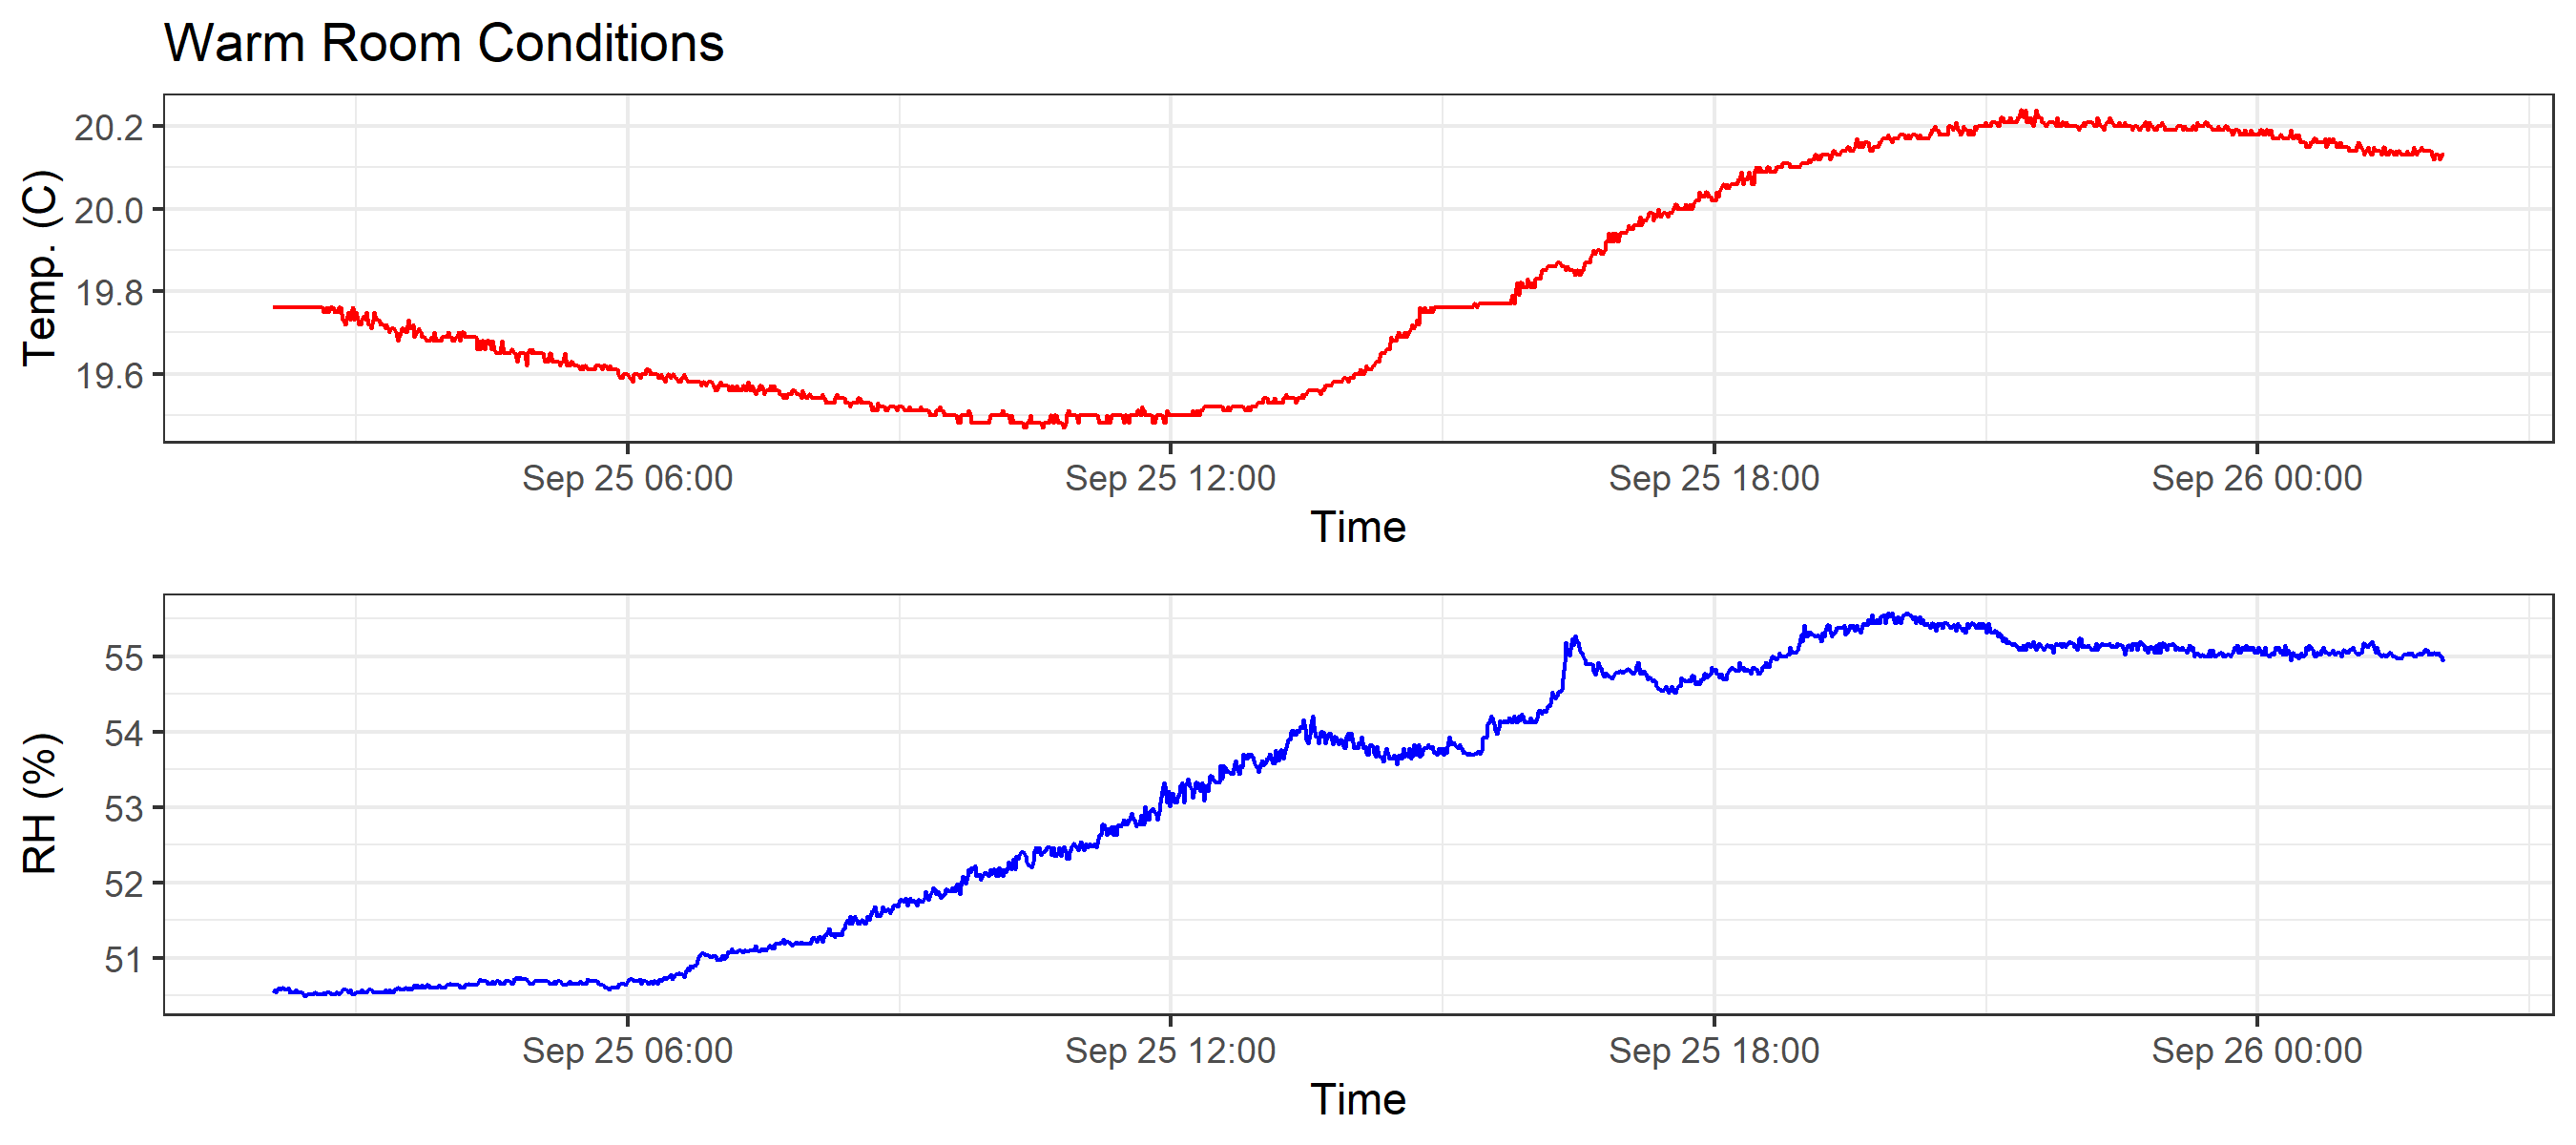 Warm Room Conditions
Temp. (C)
20.2
20.0
19.8
19.6
Sep 25 06:00 Sep 25 12:00 Sep 25 18:00 Sep 26 00:00
Time
RH (%)
55
54
53
52
51
Sep 25 06:00 Sep 25 12:00 Sep 25 18:00 Sep 26 00:00
Time